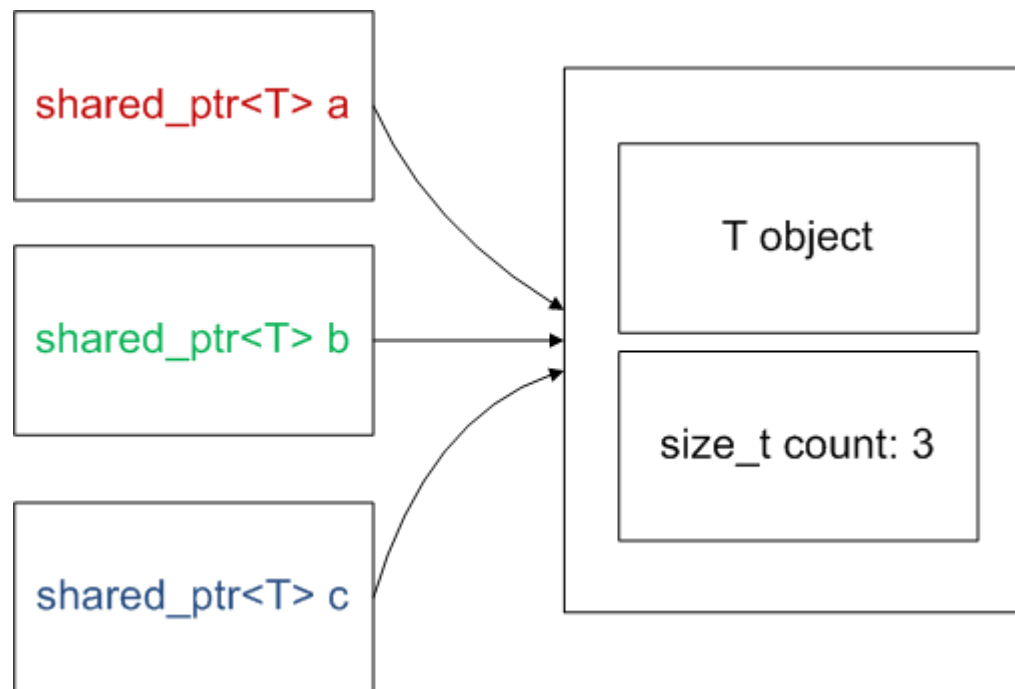 shared_ptr<T> a
shared_ptr<T> b
shared_ptr<T> c
T object
size_t count: 3